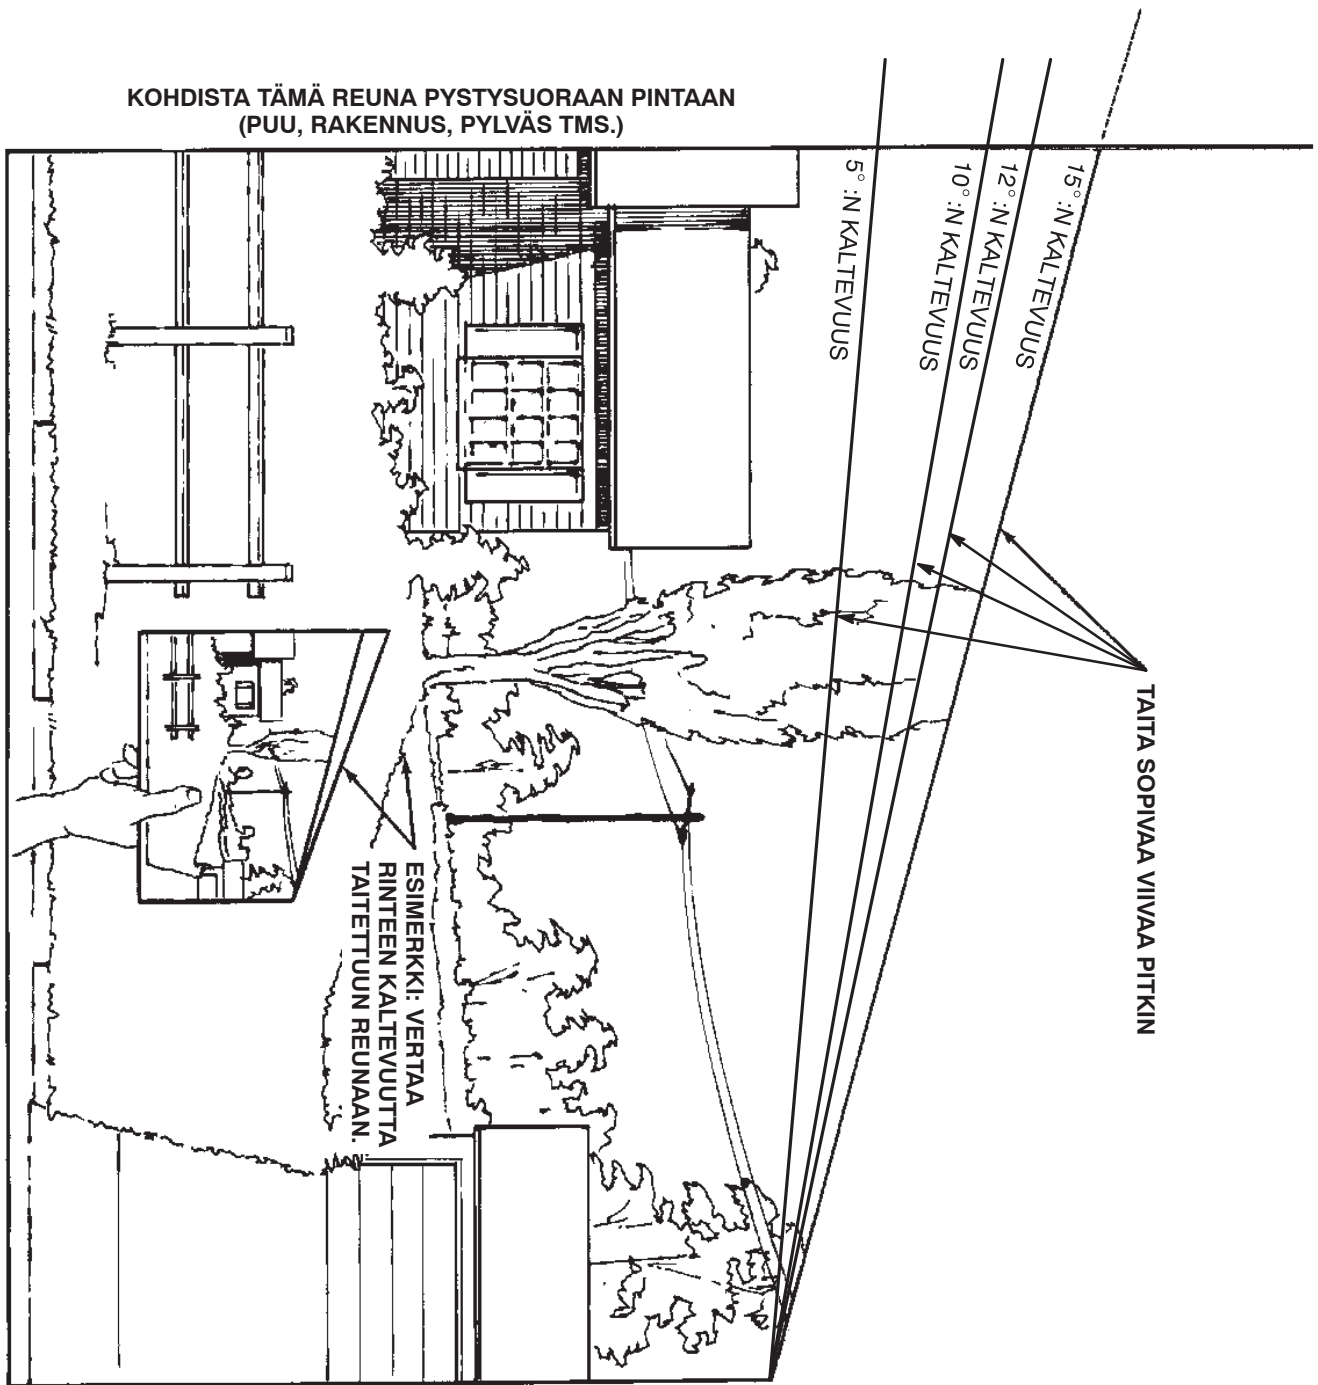 KOHDISTA TÄMÄ REUNA PYSTYSUORAAN PINTAAN
(PUU, RAKENNUS, PYLVÄS TMS.)
5° :N KALTEVUUS
10° :N KALTEVUUS
12° :N KALTEVUUS
15° :N KALTEVUUS
TAITA SOPIVAA VIIVAA PITKIN
ESIMERKKI: VERTAA
RINTEEN KALTEVUUTTA
TAITETTUUN REUNAAN.